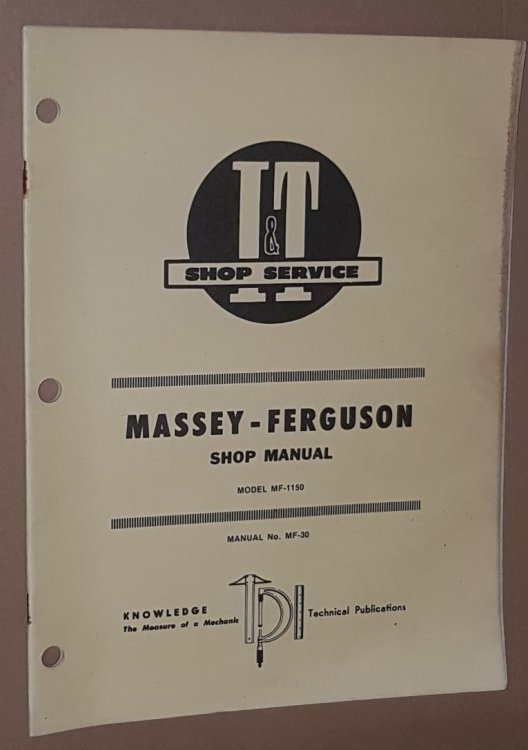 I&T
SHOP SERVICE
MASSEY-FERGUSON
SHOP MANUAL
MODEL MF-1150
MANUAL No. MF-30
KNOWLEDGE
The Measure of a Mechanic
TPI
Technical Publications